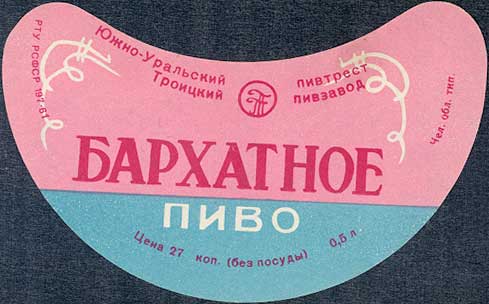 Южно-Уральский пивтрест
Троицкий пивзавод
РТУ РСФСР 197-61
Чел. обл. тип.
БАРХАТНОЕ
ПИВО
Цена 27 коп. (без посуды) 0,5 л